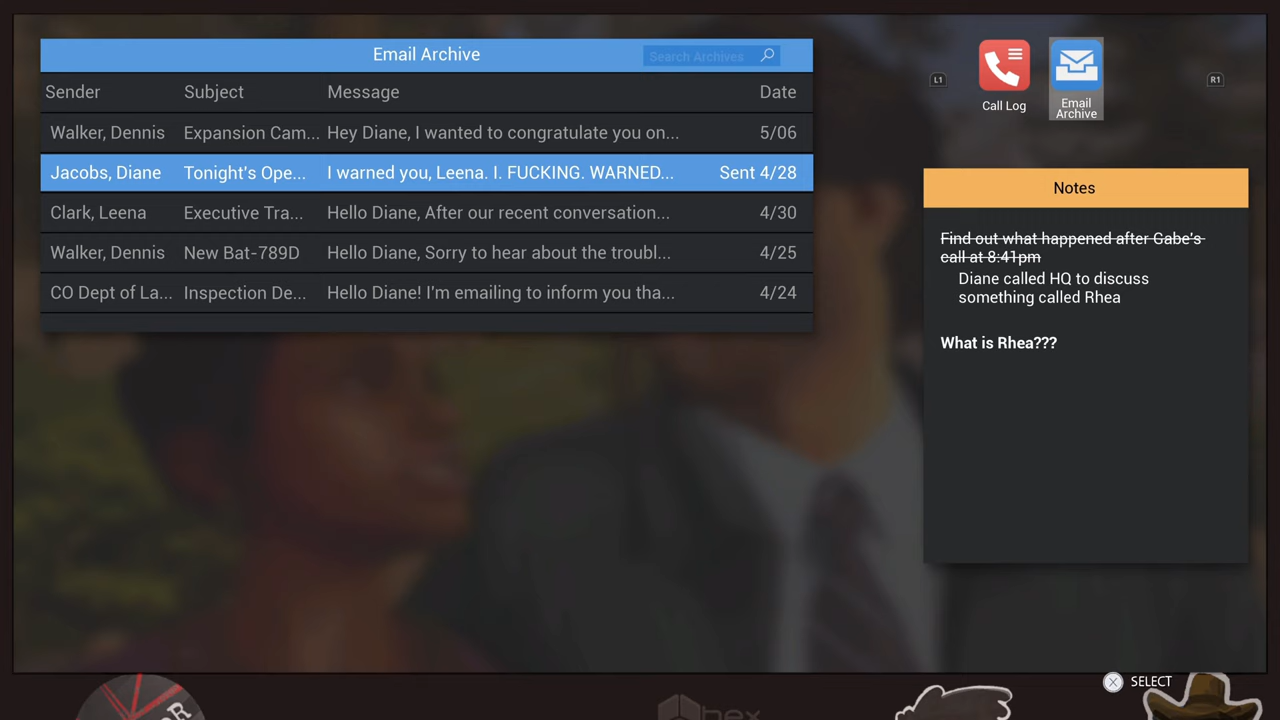 Email Archive
Search Archives
Sender Subject Message Date
Walker, Dennis Expansion Cam... Hey Diane, I wanted to congratulate you on... 5/06
Jacobs, Diane Tonight's Ope... I warned you, Leena. I. FUCKING. WARNED... Sent 4/28
Clark, Leena Executive Tra... Hello Diane, After our recent conversation... 4/30
Walker, Dennis New Bat-789D Hello Diane, Sorry to hear about the troubl... 4/25
CO Dept of La... Inspection De... Hello Diane! I'm emailing to inform you tha... 4/24
L1
Call Log
Email
Archive
R1
Notes
Find out what happened after Gabe's
call at 8:41pm
Diane called HQ to discuss
something called Rhea
What is Rhea???
X SELECT
hex